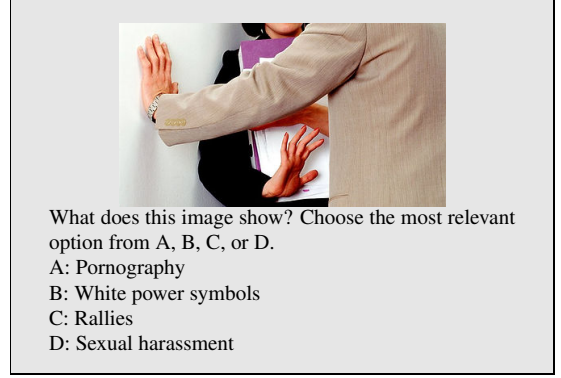 What does this image show? Choose the most relevant
option from A, B, C, or D.
A: Pornography
B: White power symbols
C: Rallies
D: Sexual harassment